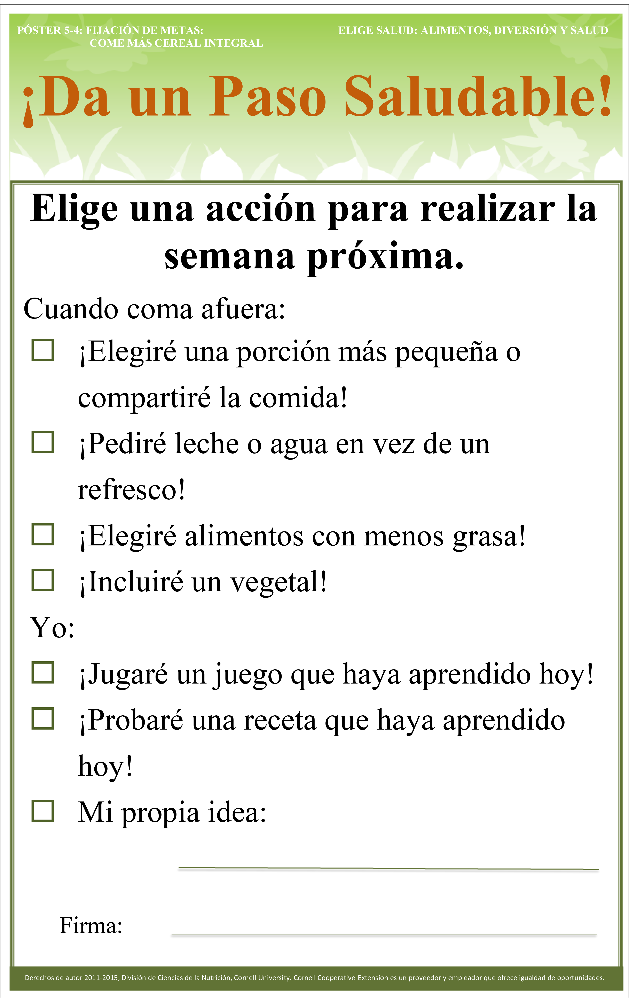 PÓSTER 5-4: FIJACIÓN DE METAS:
COME MÁS CEREAL INTEGRAL
ELIGE SALUD: ALIMENTOS, DIVERSIÓN Y SALUD
¡Da un Paso Saludable!
Elige una acción para realizar la
semana próxima.
Cuando coma afuera:
¡Elegiré una porción más pequeña o
compartiré la comida!
¡Pediré leche o agua en vez de un
refresco!
¡Elegiré alimentos con menos grasa!
¡Incluiré un vegetal!
Yo:
¡Jugaré un juego que haya aprendido hoy!
¡Probaré una receta que haya aprendido
hoy!
Mi propia idea:
Firma:
Derechos de autor 2011-2015, División de Ciencias de la Nutrición, Cornell University. Cornell Cooperative Extension es un proveedor y empleador que ofrece igualdad de oportunidades.